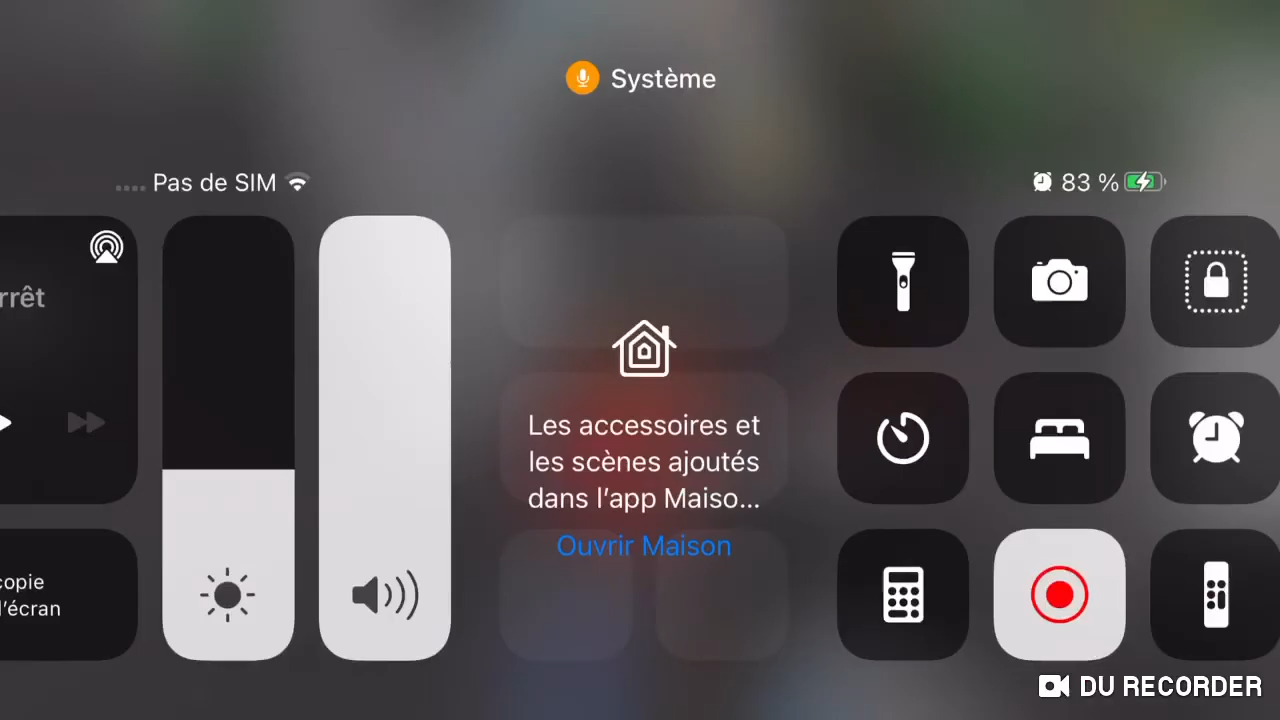 Système
Pas de SIM
83 %
rrêt
Les accessoires et
les scènes ajoutés
dans l’app Maiso...
Ouvrir Maison
copie
l’écran
DU RECORDER